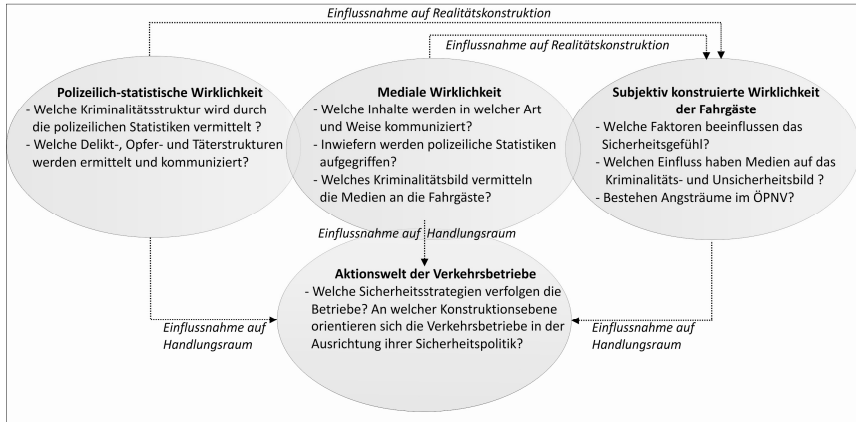 Einflussnahme auf Realitätskonstruktion
Einflussnahme auf Realitätskonstruktion
Polizeilich-statistische Wirklichkeit
- Welche Kriminalitätsstruktur wird durch
die polizeilichen Statistiken vermittelt ?
- Welche Delikt-, Opfer- und Täterstrukturen
werden ermittelt und kommuniziert?
Mediale Wirklichkeit
- Welche Inhalte werden in welcher Art
und Weise kommuniziert?
- Inwiefern werden polizeiliche Statistiken
aufgegriffen?
- Welches Kriminalitätsbild vermitteln
die Medien an die Fahrgäste?
Subjektiv konstruierte Wirklichkeit
der Fahrgäste
- Welche Faktoren beeinflussen das
Sicherheitsgefühl?
- Welchen Einfluss haben Medien auf das
Kriminalitäts- und Unsicherheitsbild ?
- Bestehen Angsträume im ÖPNV?
Einflussnahme auf Handlungsraum
Aktionswelt der Verkehrsbetriebe
- Welche Sicherheitsstrategien verfolgen die
Betriebe? An welcher Konstruktionsebene
orientieren sich die Verkehrsbetriebe in der
Ausrichtung ihrer Sicherheitspolitik?
Einflussnahme auf
Handlungsraum
Einflussnahme auf
Handlungsraum